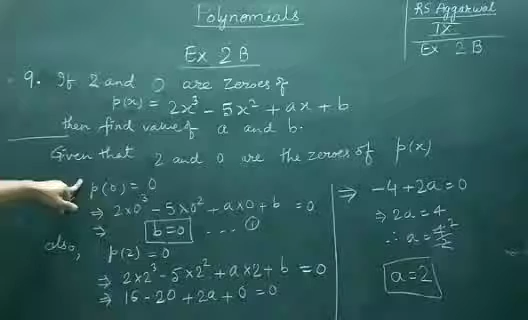 Polynomials
RS Aggarwal
IX
Ex 2B
Ex 2B
9. If 2 and 0 are zeroes of
p(x) = 2x³ - 5x² + ax + b
then find value of a and b.
Given that 2 and 0 are the zeroes of p(x)
p(0) = 0
⇒ 2×0³ - 5×0² + a×0 + b = 0
⇒ b=0 ---- ①
also, p(2) = 0
⇒ 2×2³ - 5×2² + a×2 + b = 0
⇒ 16 - 20 + 2a + 0 = 0
⇒ -4 + 2a = 0
⇒ 2a = 4
∴ a = 4²/2
a = 2